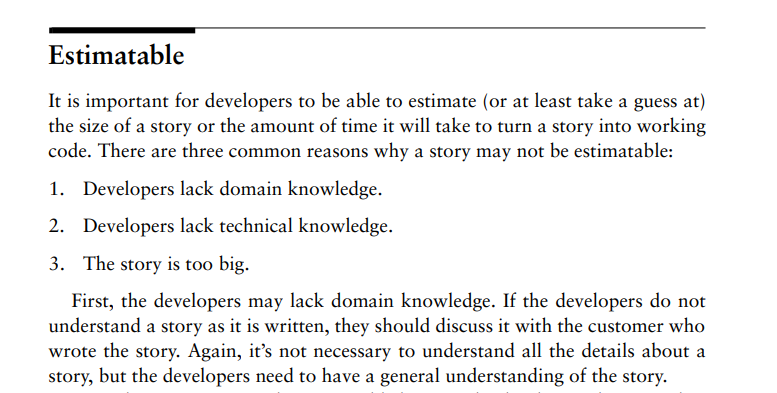 Estimatable
It is important for developers to be able to estimate (or at least take a guess at)
the size of a story or the amount of time it will take to turn a story into working
code. There are three common reasons why a story may not be estimatable:
1. Developers lack domain knowledge.
2. Developers lack technical knowledge.
3. The story is too big.
First, the developers may lack domain knowledge. If the developers do not
understand a story as it is written, they should discuss it with the customer who
wrote the story. Again, it's not necessary to understand all the details about a
story, but the developers need to have a general understanding of the story.